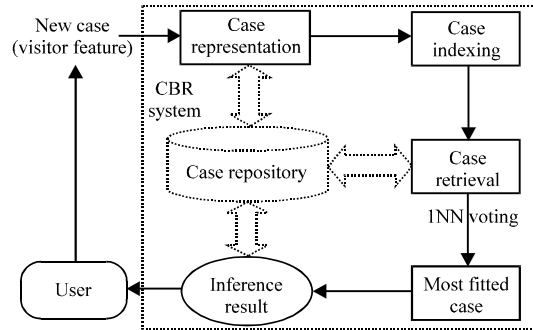 New case
(visitor feature)
Case
representation
Case
indexing
CBR
system
Case repository
Case
retrieval
1NN voting
User
Inference
result
Most fitted
case